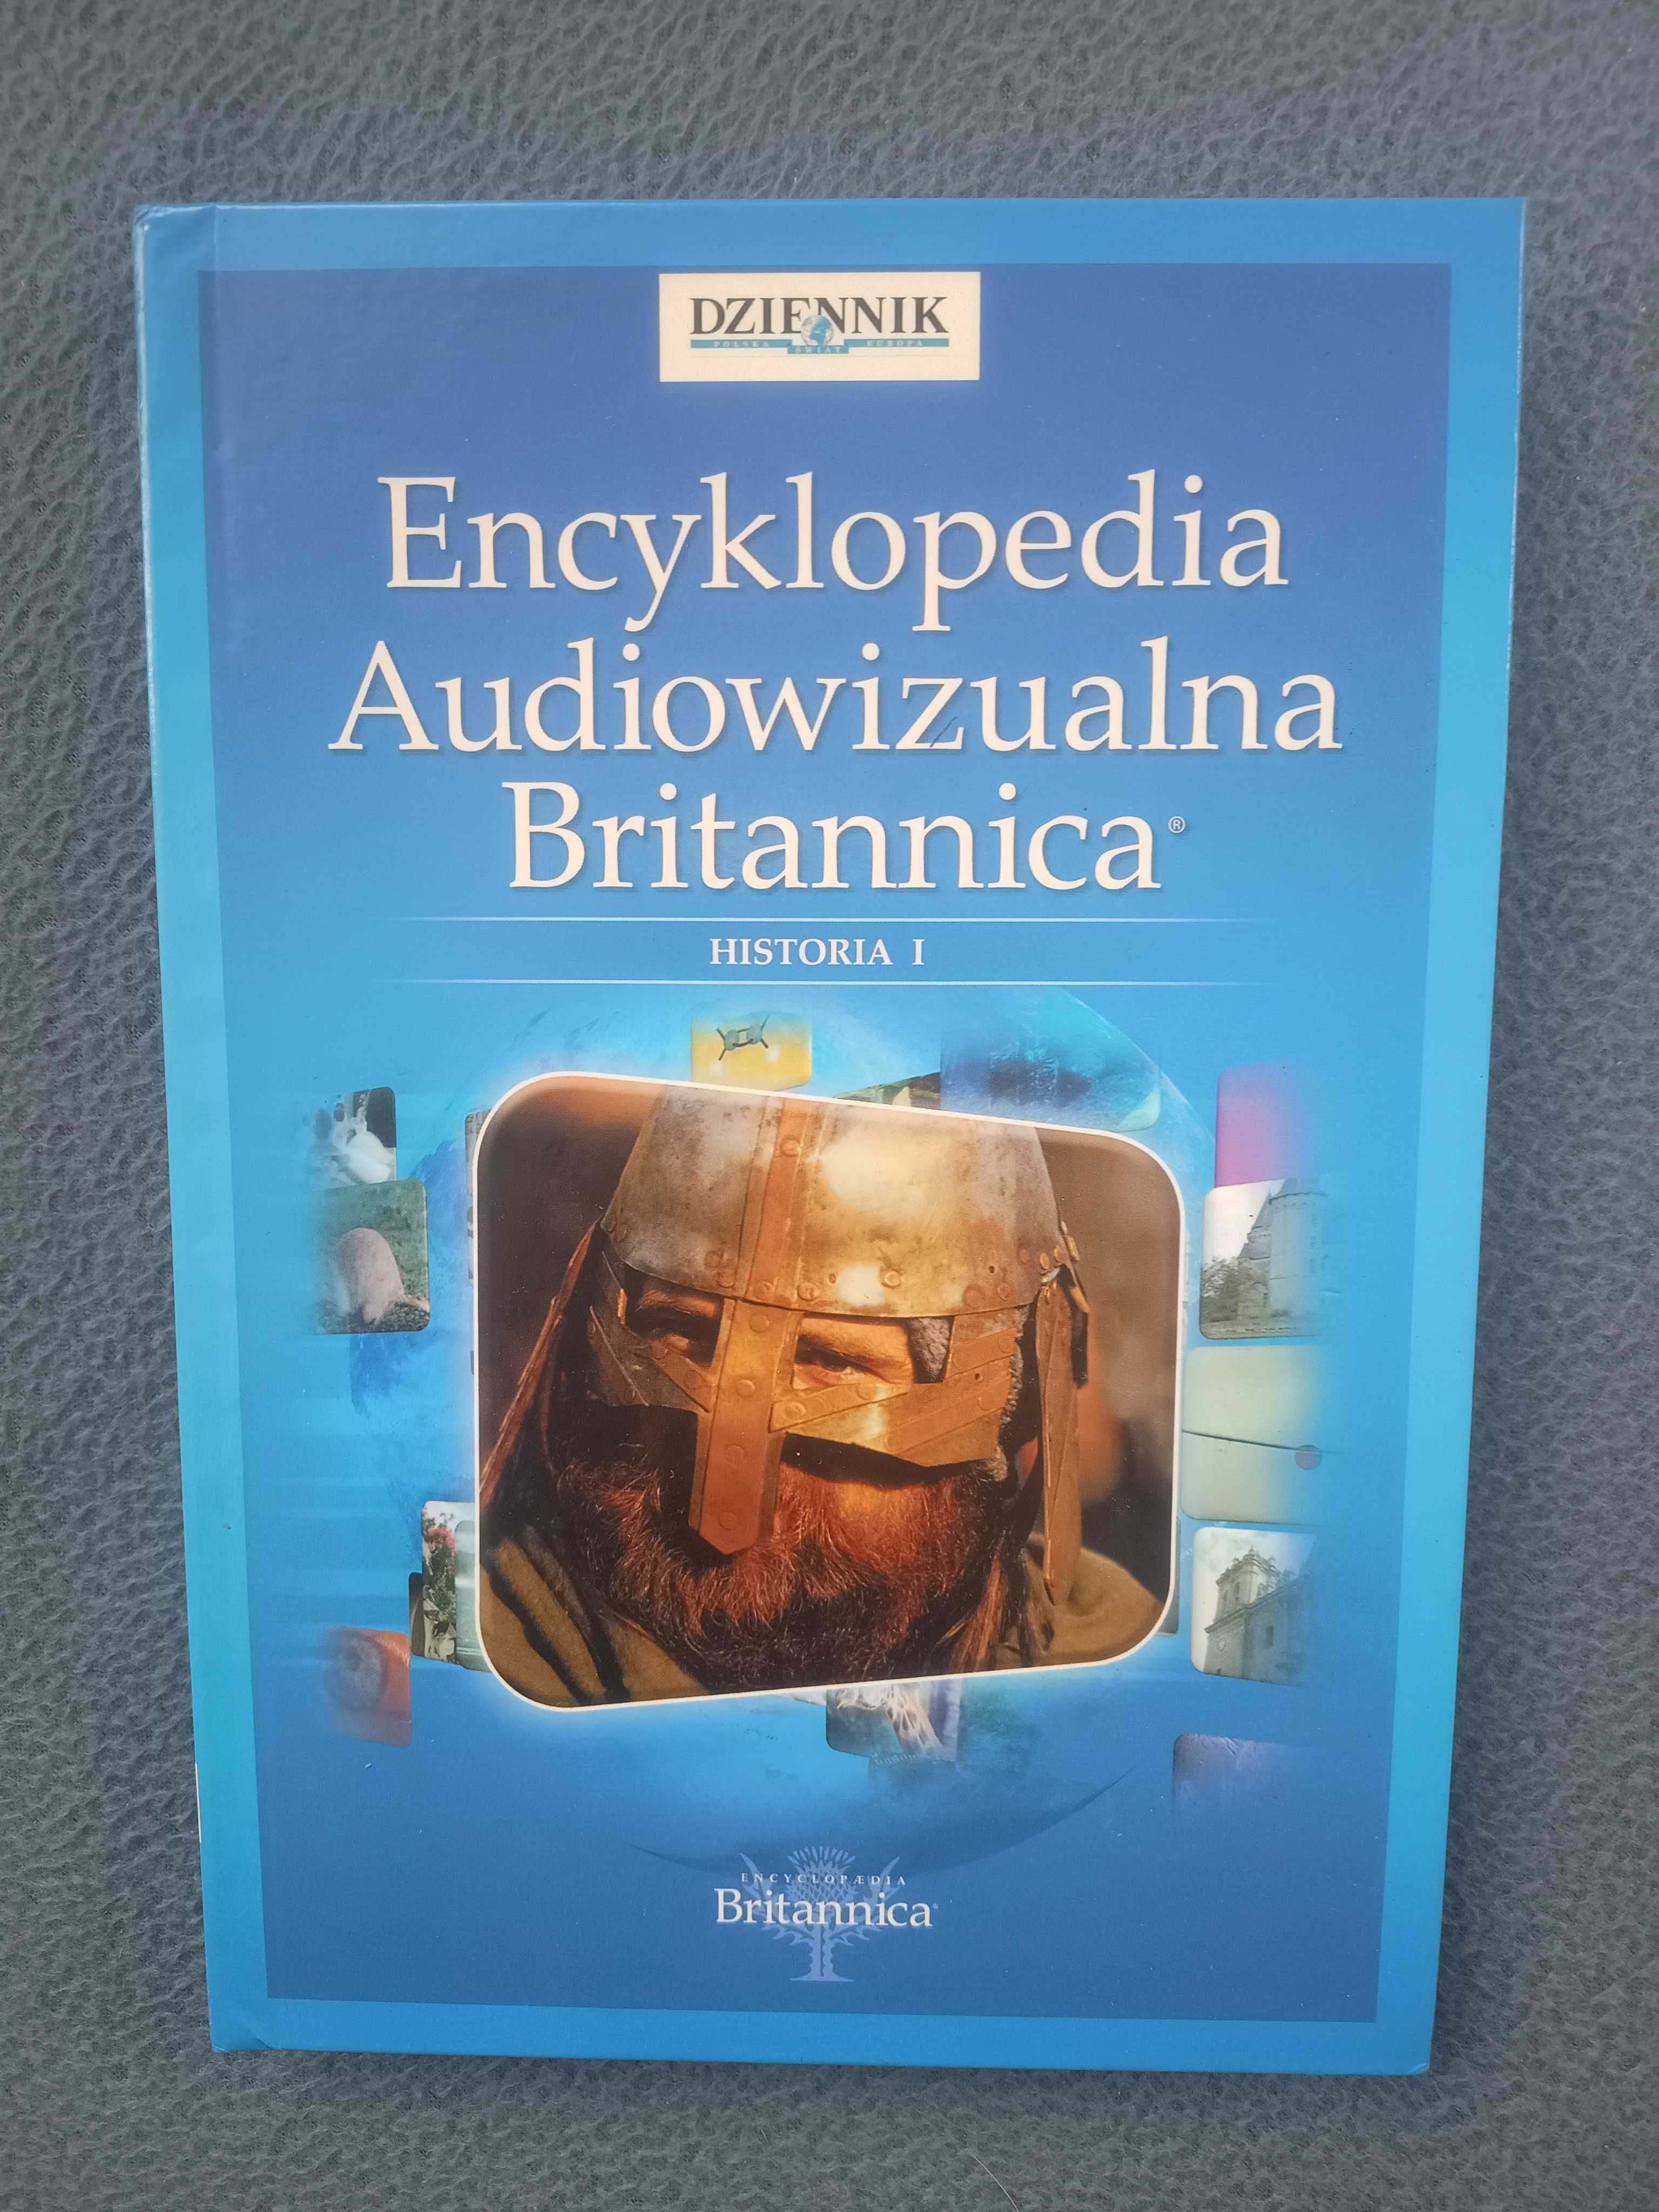 DZIENNIK
POLSKA ŚWIAT EUROPA
Encyklopedia
Audiowizualna
Britannica®
HISTORIA I
ENCYCLOPÆDIA
Britannica®